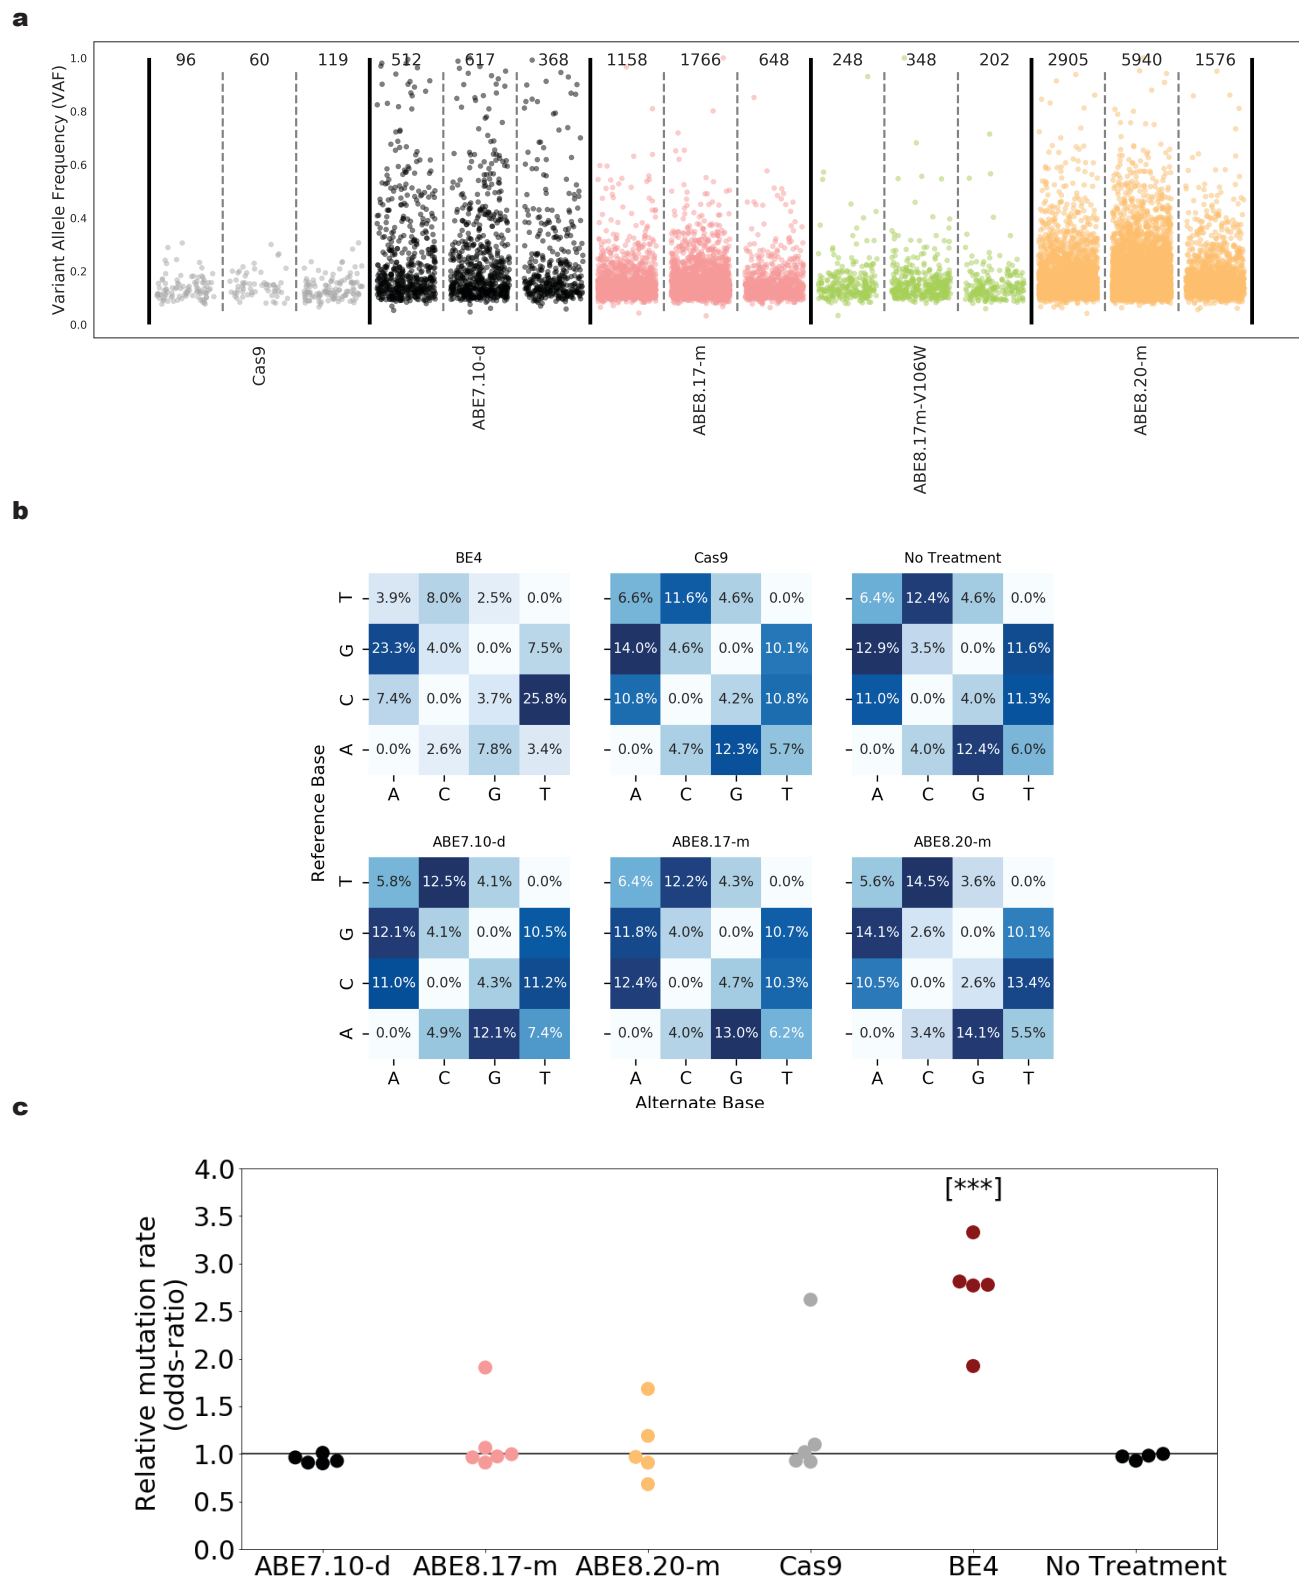 a
Variant Allele Frequency (VAF)
1.0
0.8
0.6
0.4
0.2
0.0
96 60 119 512 617 368 1158 1766 648 248 348 202 2905 5940 1576
Cas9
ABE7.10-d
ABE8.17-m
ABE8.17m-V106W
ABE8.20-m
b
BE4 Cas9 No Treatment
T 3.9% 8.0% 2.5% 0.0% 6.6% 11.6% 4.6% 0.0% 6.4% 12.4% 4.6% 0.0%
G 23.3% 4.0% 0.0% 7.5% 14.0% 4.6% 0.0% 10.1% 12.9% 3.5% 0.0% 11.6%
C 7.4% 0.0% 3.7% 25.8% 10.8% 0.0% 4.2% 10.8% 11.0% 0.0% 4.0% 11.3%
A 0.0% 2.6% 7.8% 3.4% 0.0% 4.7% 12.3% 5.7% 0.0% 4.0% 12.4% 6.0%
A C G T A C G T A C G T
Reference Base
ABE7.10-d ABE8.17-m ABE8.20-m
T 5.8% 12.5% 4.1% 0.0% 6.4% 12.2% 4.3% 0.0% 5.6% 14.5% 3.6% 0.0%
G 12.1% 4.1% 0.0% 10.5% 11.8% 4.0% 0.0% 10.7% 14.1% 2.6% 0.0% 10.1%
C 11.0% 0.0% 4.3% 11.2% 12.4% 0.0% 4.7% 10.3% 10.5% 0.0% 2.6% 13.4%
A 0.0% 4.9% 12.1% 7.4% 0.0% 4.0% 13.0% 6.2% 0.0% 3.4% 14.1% 5.5%
A C G T A C G T A C G T
Alternate Base
c
Relative mutation rate
(odds-ratio)
4.0
3.5
3.0
2.5
2.0
1.5
1.0
0.5
0.0
[***]
ABE7.10-d ABE8.17-m ABE8.20-m Cas9 BE4 No Treatment